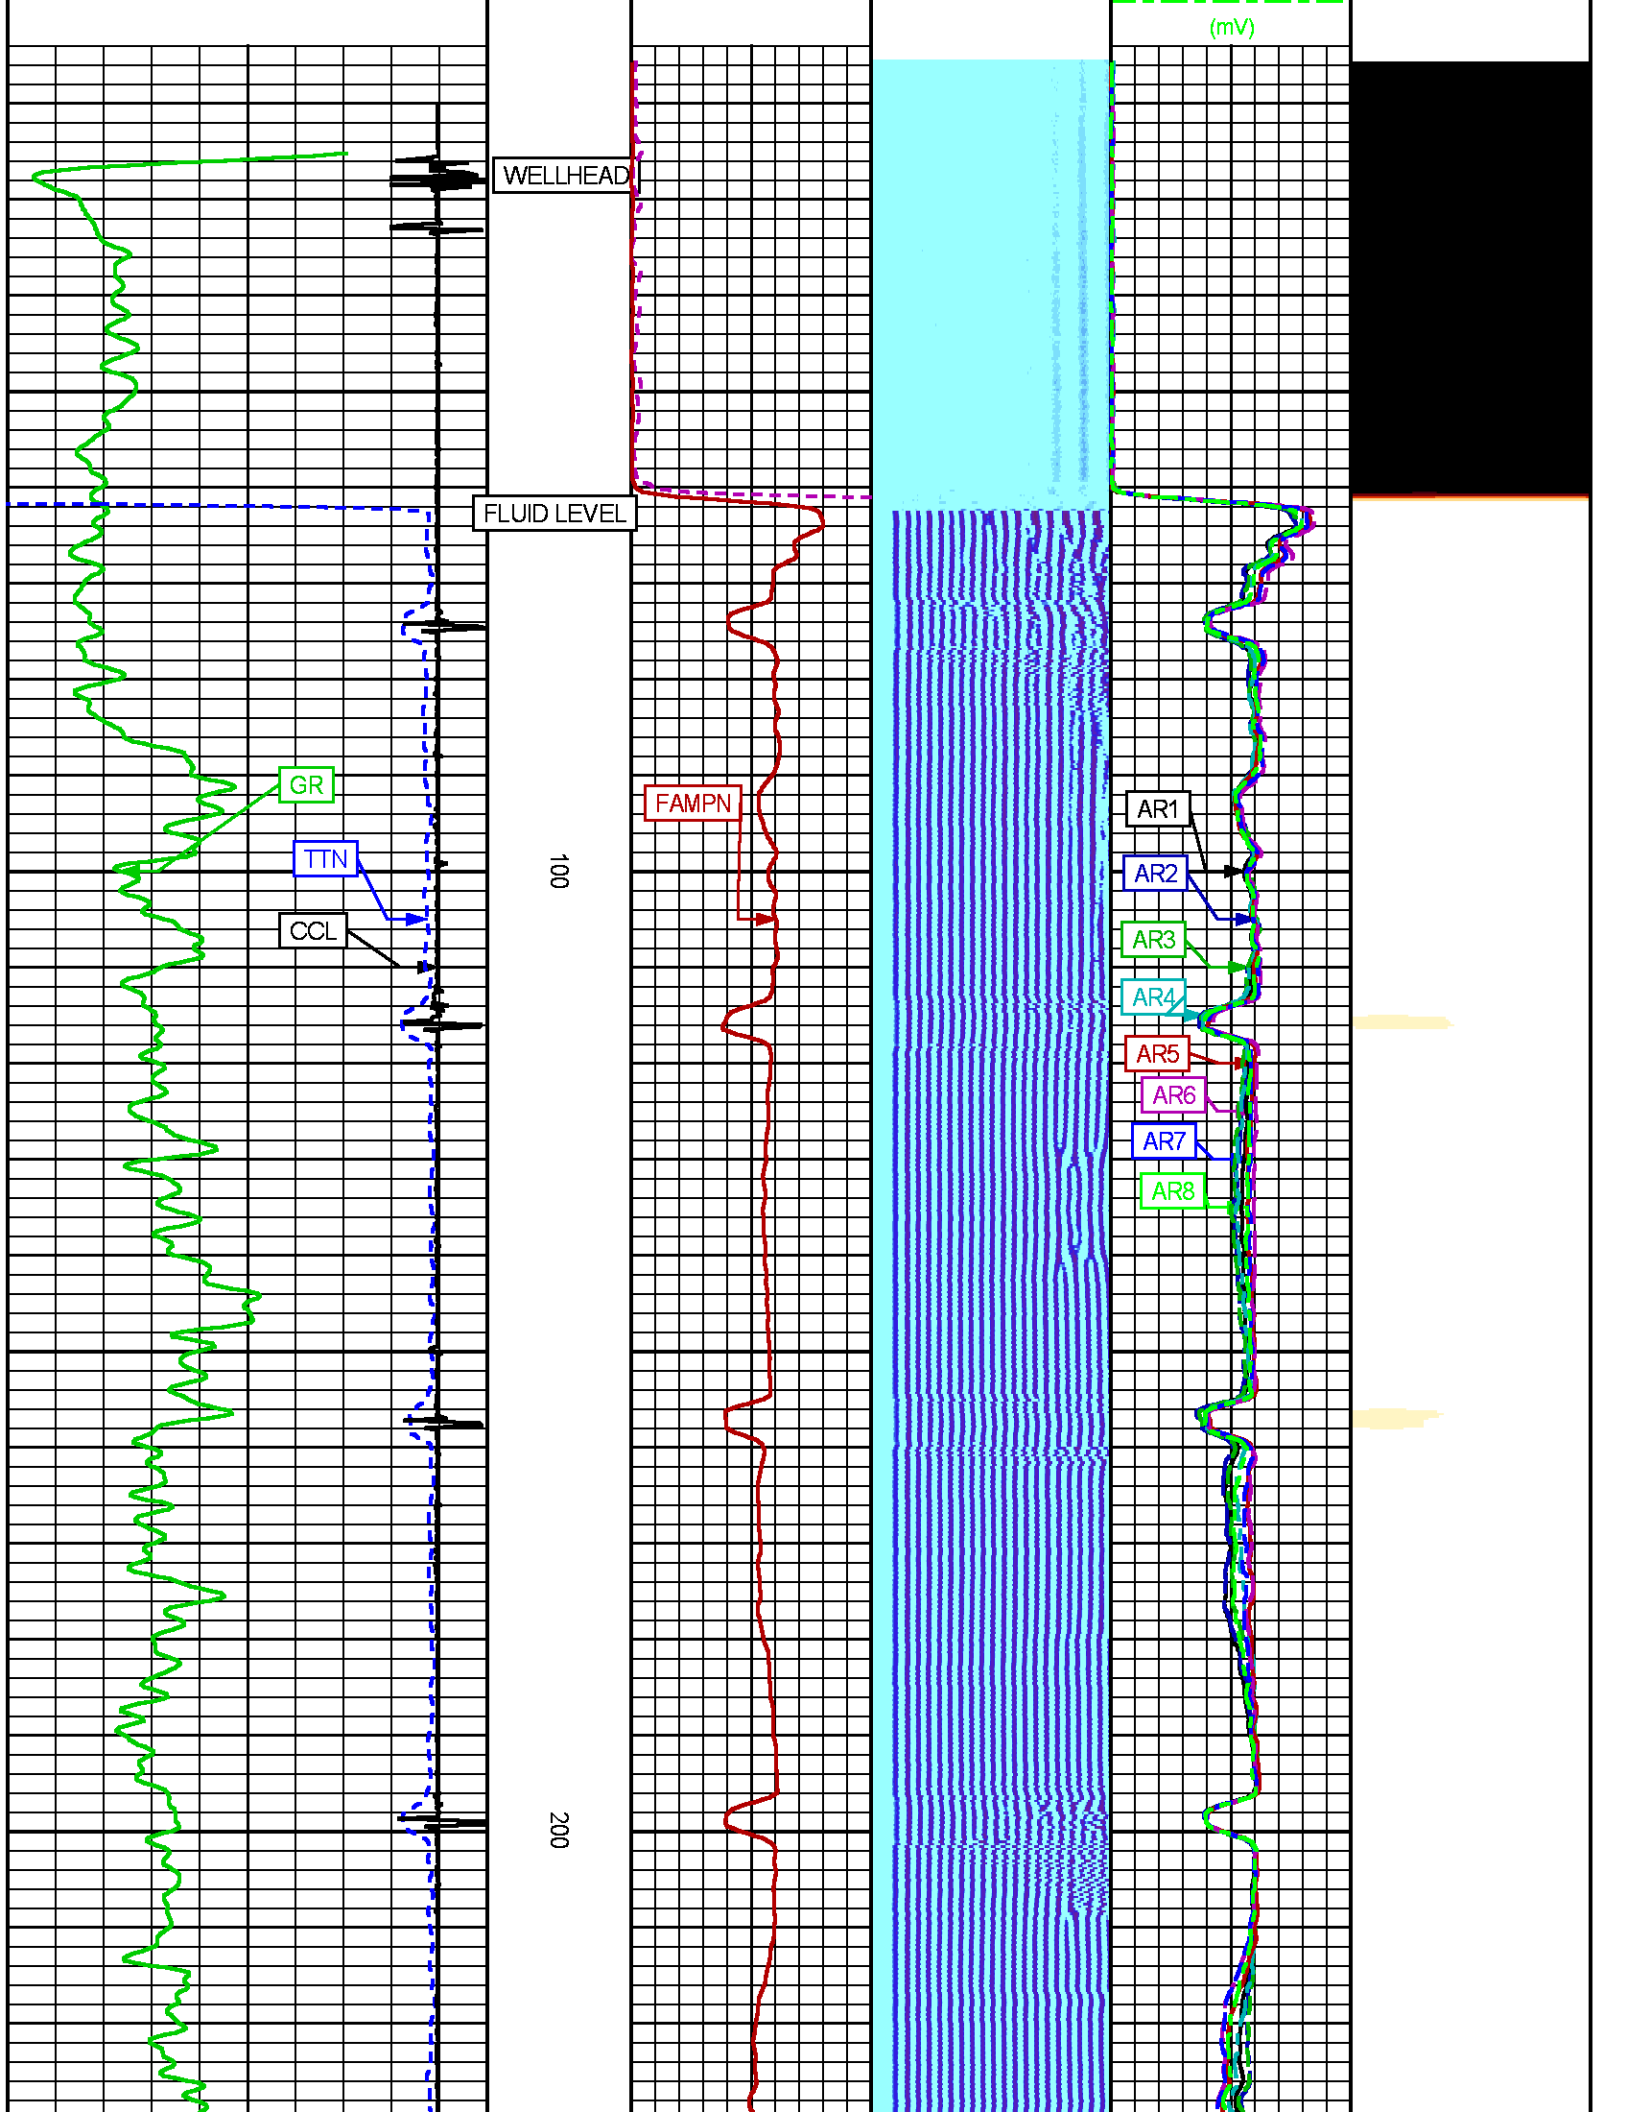 (mV)
WELLHEAD
FLUID LEVEL
GR
FAMPN
AR1
TTN
100
AR2
CCL
AR3
AR4
AR5
AR6
AR7
AR8
200